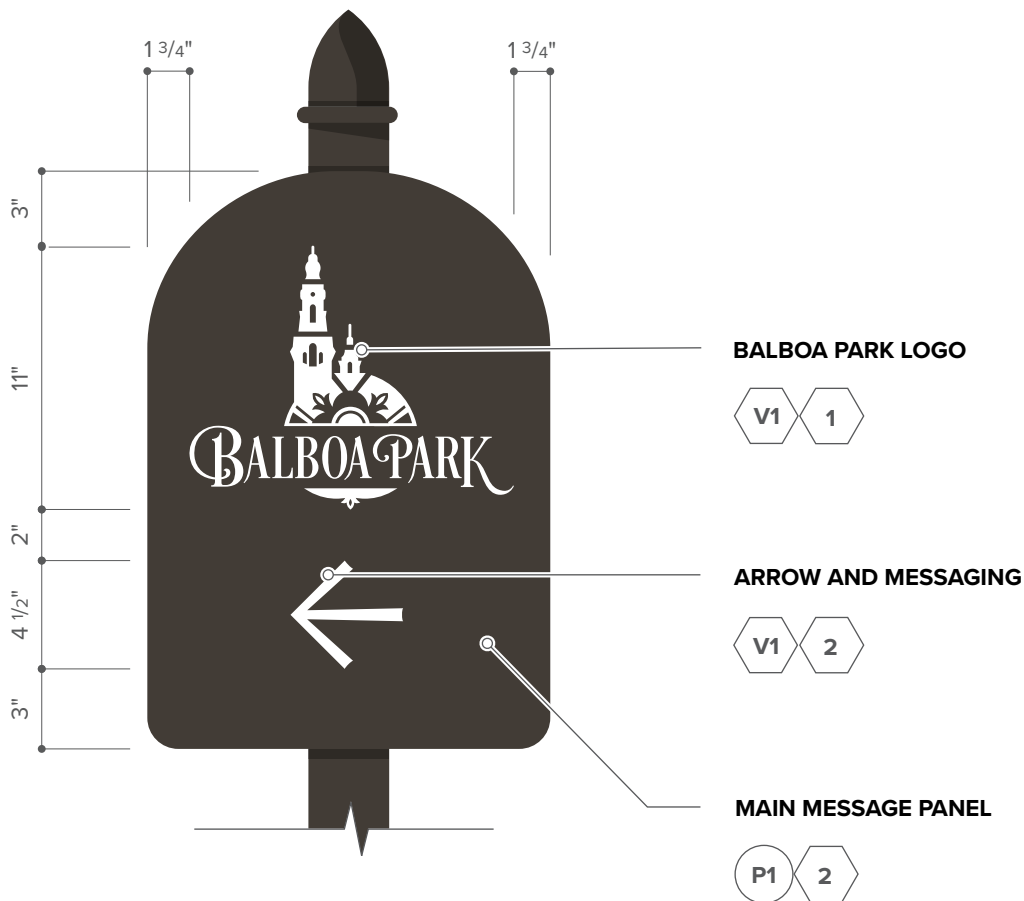 1 3/4"
1 3/4"
3"
11"
2"
4 1/2"
3"
BALBOA PARK
BALBOA PARK LOGO
V1 1
ARROW AND MESSAGING
V1 2
MAIN MESSAGE PANEL
P1 2